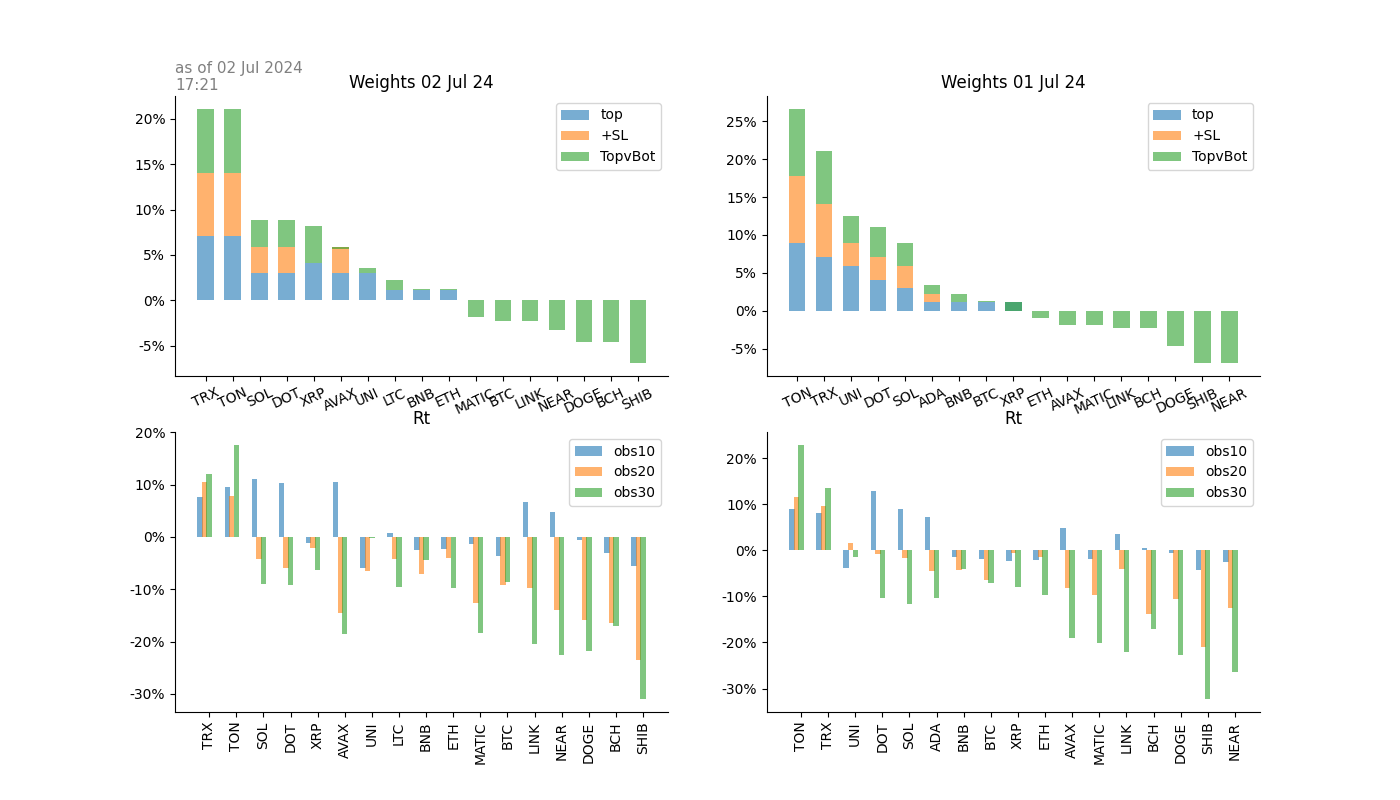 as of 02 Jul 2024
17:21
Weights 02 Jul 24
20%
15%
10%
5%
0%
-5%
top
+SL
TopvBot
TRX TON SOL DOT XRP AVAX UNI LTC BNB ETH MATIC BTC LINK NEAR DOGE BCH SHIB
Weights 01 Jul 24
25%
20%
15%
10%
5%
0%
-5%
top
+SL
TopvBot
TON TRX UNI DOT SOL ADA BNB BTC XRP ETH AVAX MATIC LINK BCH DOGE SHIB NEAR
Rt
20%
10%
0%
-10%
-20%
-30%
obs10
obs20
obs30
TRX TON SOL DOT XRP AVAX UNI LTC BNB ETH MATIC BTC LINK NEAR DOGE BCH SHIB
Rt
20%
10%
0%
-10%
-20%
-30%
obs10
obs20
obs30
TON TRX UNI DOT SOL ADA BNB BTC XRP ETH AVAX MATIC LINK BCH DOGE SHIB NEAR